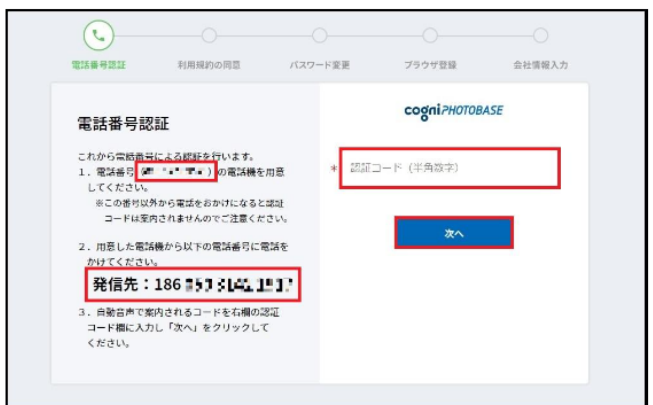 電話番号認証
利用規約の同意
パスワード変更
ブラウザ登録
会社情報入力
電話番号認証
これから電話番号による認証を行います。
1．電話番号( )の電話機を用意
してください。
※この番号以外から電話をおかけになると認証
コードは案内されませんのでご注意ください。
2．用意した電話機から以下の電話番号に電話を
かけてください。
発信先：186
3．自動音声で案内されるコードを右欄の認証
コード欄に入力し「次へ」をクリックして
ください。
cogniPHOTOBASE
* 認証コード（半角数字）
次へ